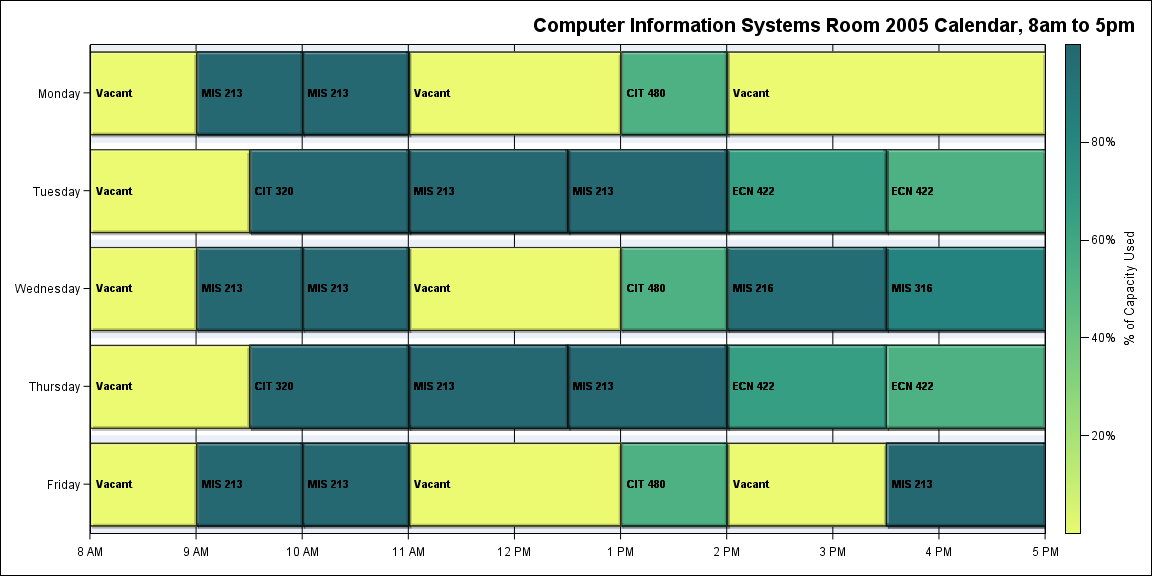 Computer Information Systems Room 2005 Calendar, 8am to 5pm
Monday
Vacant
MIS 213
MIS 213
Vacant
CIT 480
Vacant
Tuesday
Vacant
CIT 320
MIS 213
MIS 213
ECN 422
ECN 422
Wednesday
Vacant
MIS 213
MIS 213
Vacant
CIT 480
MIS 216
MIS 316
Thursday
Vacant
CIT 320
MIS 213
MIS 213
ECN 422
ECN 422
Friday
Vacant
MIS 213
MIS 213
Vacant
CIT 480
Vacant
MIS 213
8 AM
9 AM
10 AM
11 AM
12 PM
1 PM
2 PM
3 PM
4 PM
5 PM
80%
60%
40%
20%
% of Capacity Used